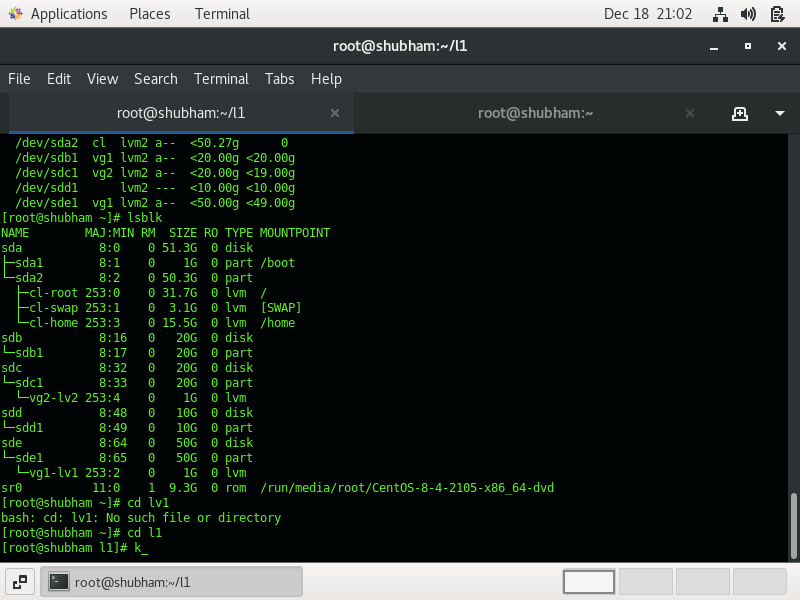 Applications Places Terminal Dec 18 21:02
root@shubham:~/l1
File Edit View Search Terminal Tabs Help
root@shubham:~/l1 × root@shubham:~ ×
  /dev/sda2  cl  lvm2 a--  <50.27g      0
  /dev/sdb1  vg1 lvm2 a--  <20.00g <20.00g
  /dev/sdc1  vg2 lvm2 a--  <20.00g <19.00g
  /dev/sdd1      lvm2 ---  <10.00g <10.00g
  /dev/sde1  vg1 lvm2 a--  <50.00g <49.00g
[root@shubham ~]# lsblk
NAME        MAJ:MIN RM  SIZE RO TYPE MOUNTPOINT
sda           8:0    0 51.3G  0 disk
├─sda1        8:1    0    1G  0 part /boot
└─sda2        8:2    0 50.3G  0 part
  ├─cl-root 253:0    0 31.7G  0 lvm  /
  ├─cl-swap 253:1    0  3.1G  0 lvm  [SWAP]
  └─cl-home 253:3    0 15.5G  0 lvm  /home
sdb           8:16   0   20G  0 disk
└─sdb1        8:17   0   20G  0 part
sdc           8:32   0   20G  0 disk
└─sdc1        8:33   0   20G  0 part
  └─vg2-lv2 253:4    0    1G  0 lvm
sdd           8:48   0   10G  0 disk
└─sdd1        8:49   0   10G  0 part
sde           8:64   0   50G  0 disk
└─sde1        8:65   0   50G  0 part
  └─vg1-lv1 253:2    0    1G  0 lvm
sr0          11:0    1  9.3G  0 rom  /run/media/root/CentOS-8-4-2105-x86_64-dvd
[root@shubham ~]# cd lv1
bash: cd: lv1: No such file or directory
[root@shubham ~]# cd l1
[root@shubham l1]# k_
root@shubham:~/l1